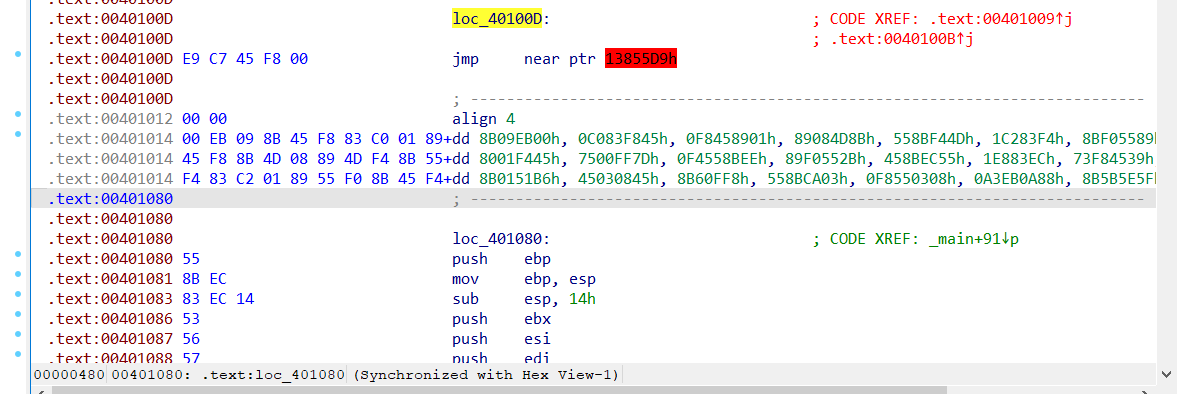 .text:0040100D loc_40100D: ; CODE XREF: .text:00401009↑j
.text:0040100D ; .text:0040100B↑j
.text:0040100D E9 C7 45 F8 00 jmp near ptr 13855D9h
.text:0040100D
.text:0040100D ; ---------------------------------------------------------------------------
.text:00401012 00 00 align 4
.text:00401014 00 EB 09 8B 45 F8 83 C0 01 89+dd 8B09EB00h, 0C083F845h, 0F8458901h, 89084D8Bh, 558BF44Dh, 1C283F4h, 8BF05589h
.text:00401014 45 F8 8B 4D 08 89 4D F4 8B 55+dd 8001F445h, 7500FF7Dh, 0F4558BEEh, 89F0552Bh, 458BEC55h, 1E883ECh, 73F84539h
.text:00401014 F4 83 C2 01 89 55 F0 8B 45 F4+dd 8B0151B6h, 45030845h, 8B60FF8h, 558BCA03h, 0F8550308h, 0A3EB0A88h, 8B5B5E5Fh
.text:00401080 ; ---------------------------------------------------------------------------
.text:00401080
.text:00401080 loc_401080: ; CODE XREF: _main+91↓p
.text:00401080 55 push ebp
.text:00401081 8B EC mov ebp, esp
.text:00401083 83 EC 14 sub esp, 14h
.text:00401086 53 push ebx
.text:00401087 56 push esi
.text:00401088 57 push edi
00000480 00401080: .text:loc_401080 (Synchronized with Hex View-1)